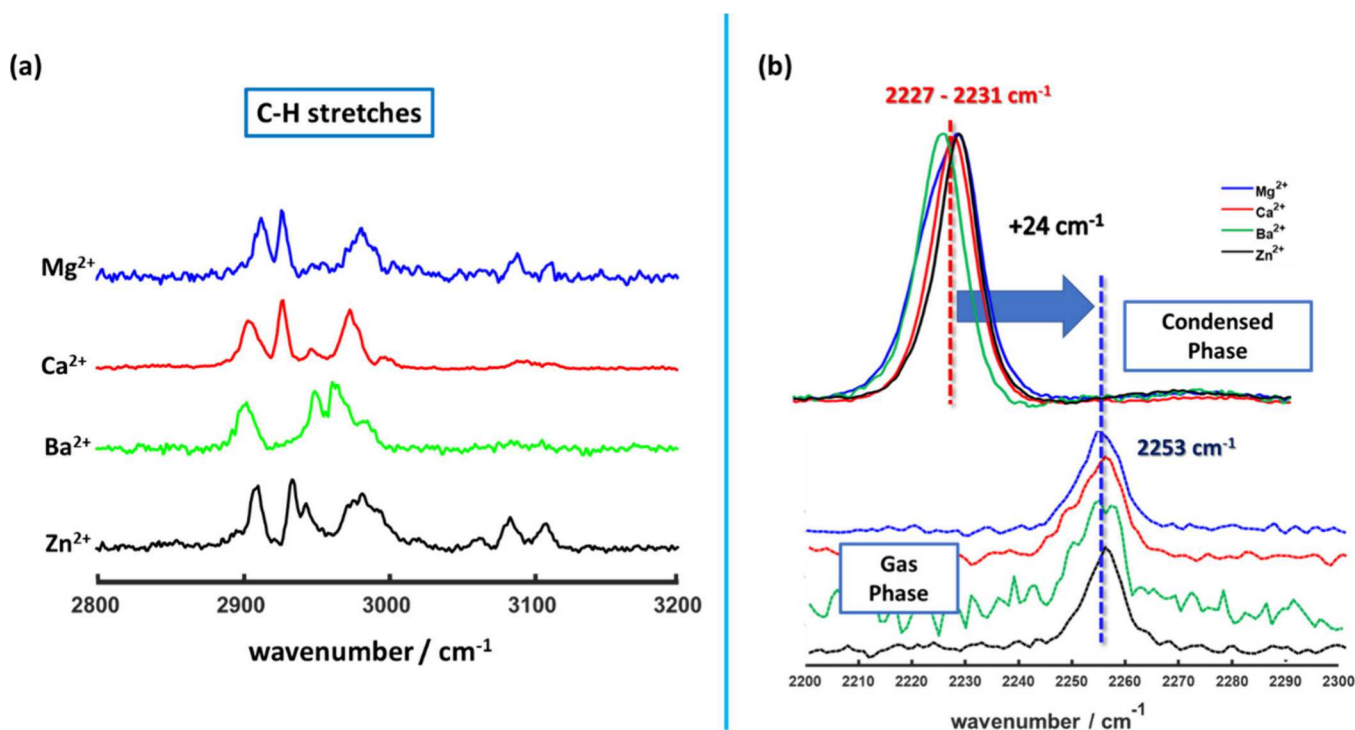 (a)
C-H stretches
Mg²⁺
Ca²⁺
Ba²⁺
Zn²⁺
2800 2900 3000 3100 3200
wavenumber / cm⁻¹
(b)
2227 - 2231 cm⁻¹
Mg²⁺
Ca²⁺
Ba²⁺
Zn²⁺
+24 cm⁻¹
Condensed
Phase
2253 cm⁻¹
Gas
Phase
2200 2210 2220 2230 2240 2250 2260 2270 2280 2290 2300
wavenumber / cm⁻¹